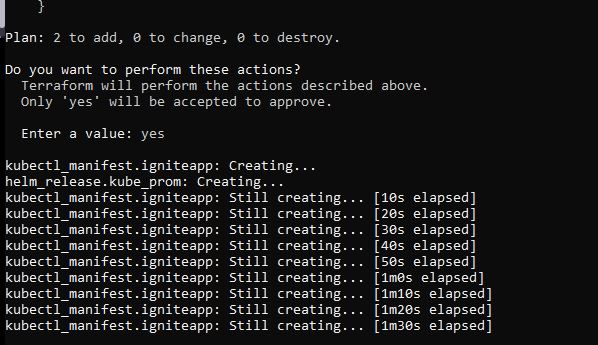 }
Plan: 2 to add, 0 to change, 0 to destroy.
Do you want to perform these actions?
Terraform will perform the actions described above.
Only 'yes' will be accepted to approve.
Enter a value: yes
kubectl_manifest.igniteapp: Creating...
helm_release.kube_prom: Creating...
kubectl_manifest.igniteapp: Still creating... [10s elapsed]
kubectl_manifest.igniteapp: Still creating... [20s elapsed]
kubectl_manifest.igniteapp: Still creating... [30s elapsed]
kubectl_manifest.igniteapp: Still creating... [40s elapsed]
kubectl_manifest.igniteapp: Still creating... [50s elapsed]
kubectl_manifest.igniteapp: Still creating... [1m0s elapsed]
kubectl_manifest.igniteapp: Still creating... [1m10s elapsed]
kubectl_manifest.igniteapp: Still creating... [1m20s elapsed]
kubectl_manifest.igniteapp: Still creating... [1m30s elapsed]